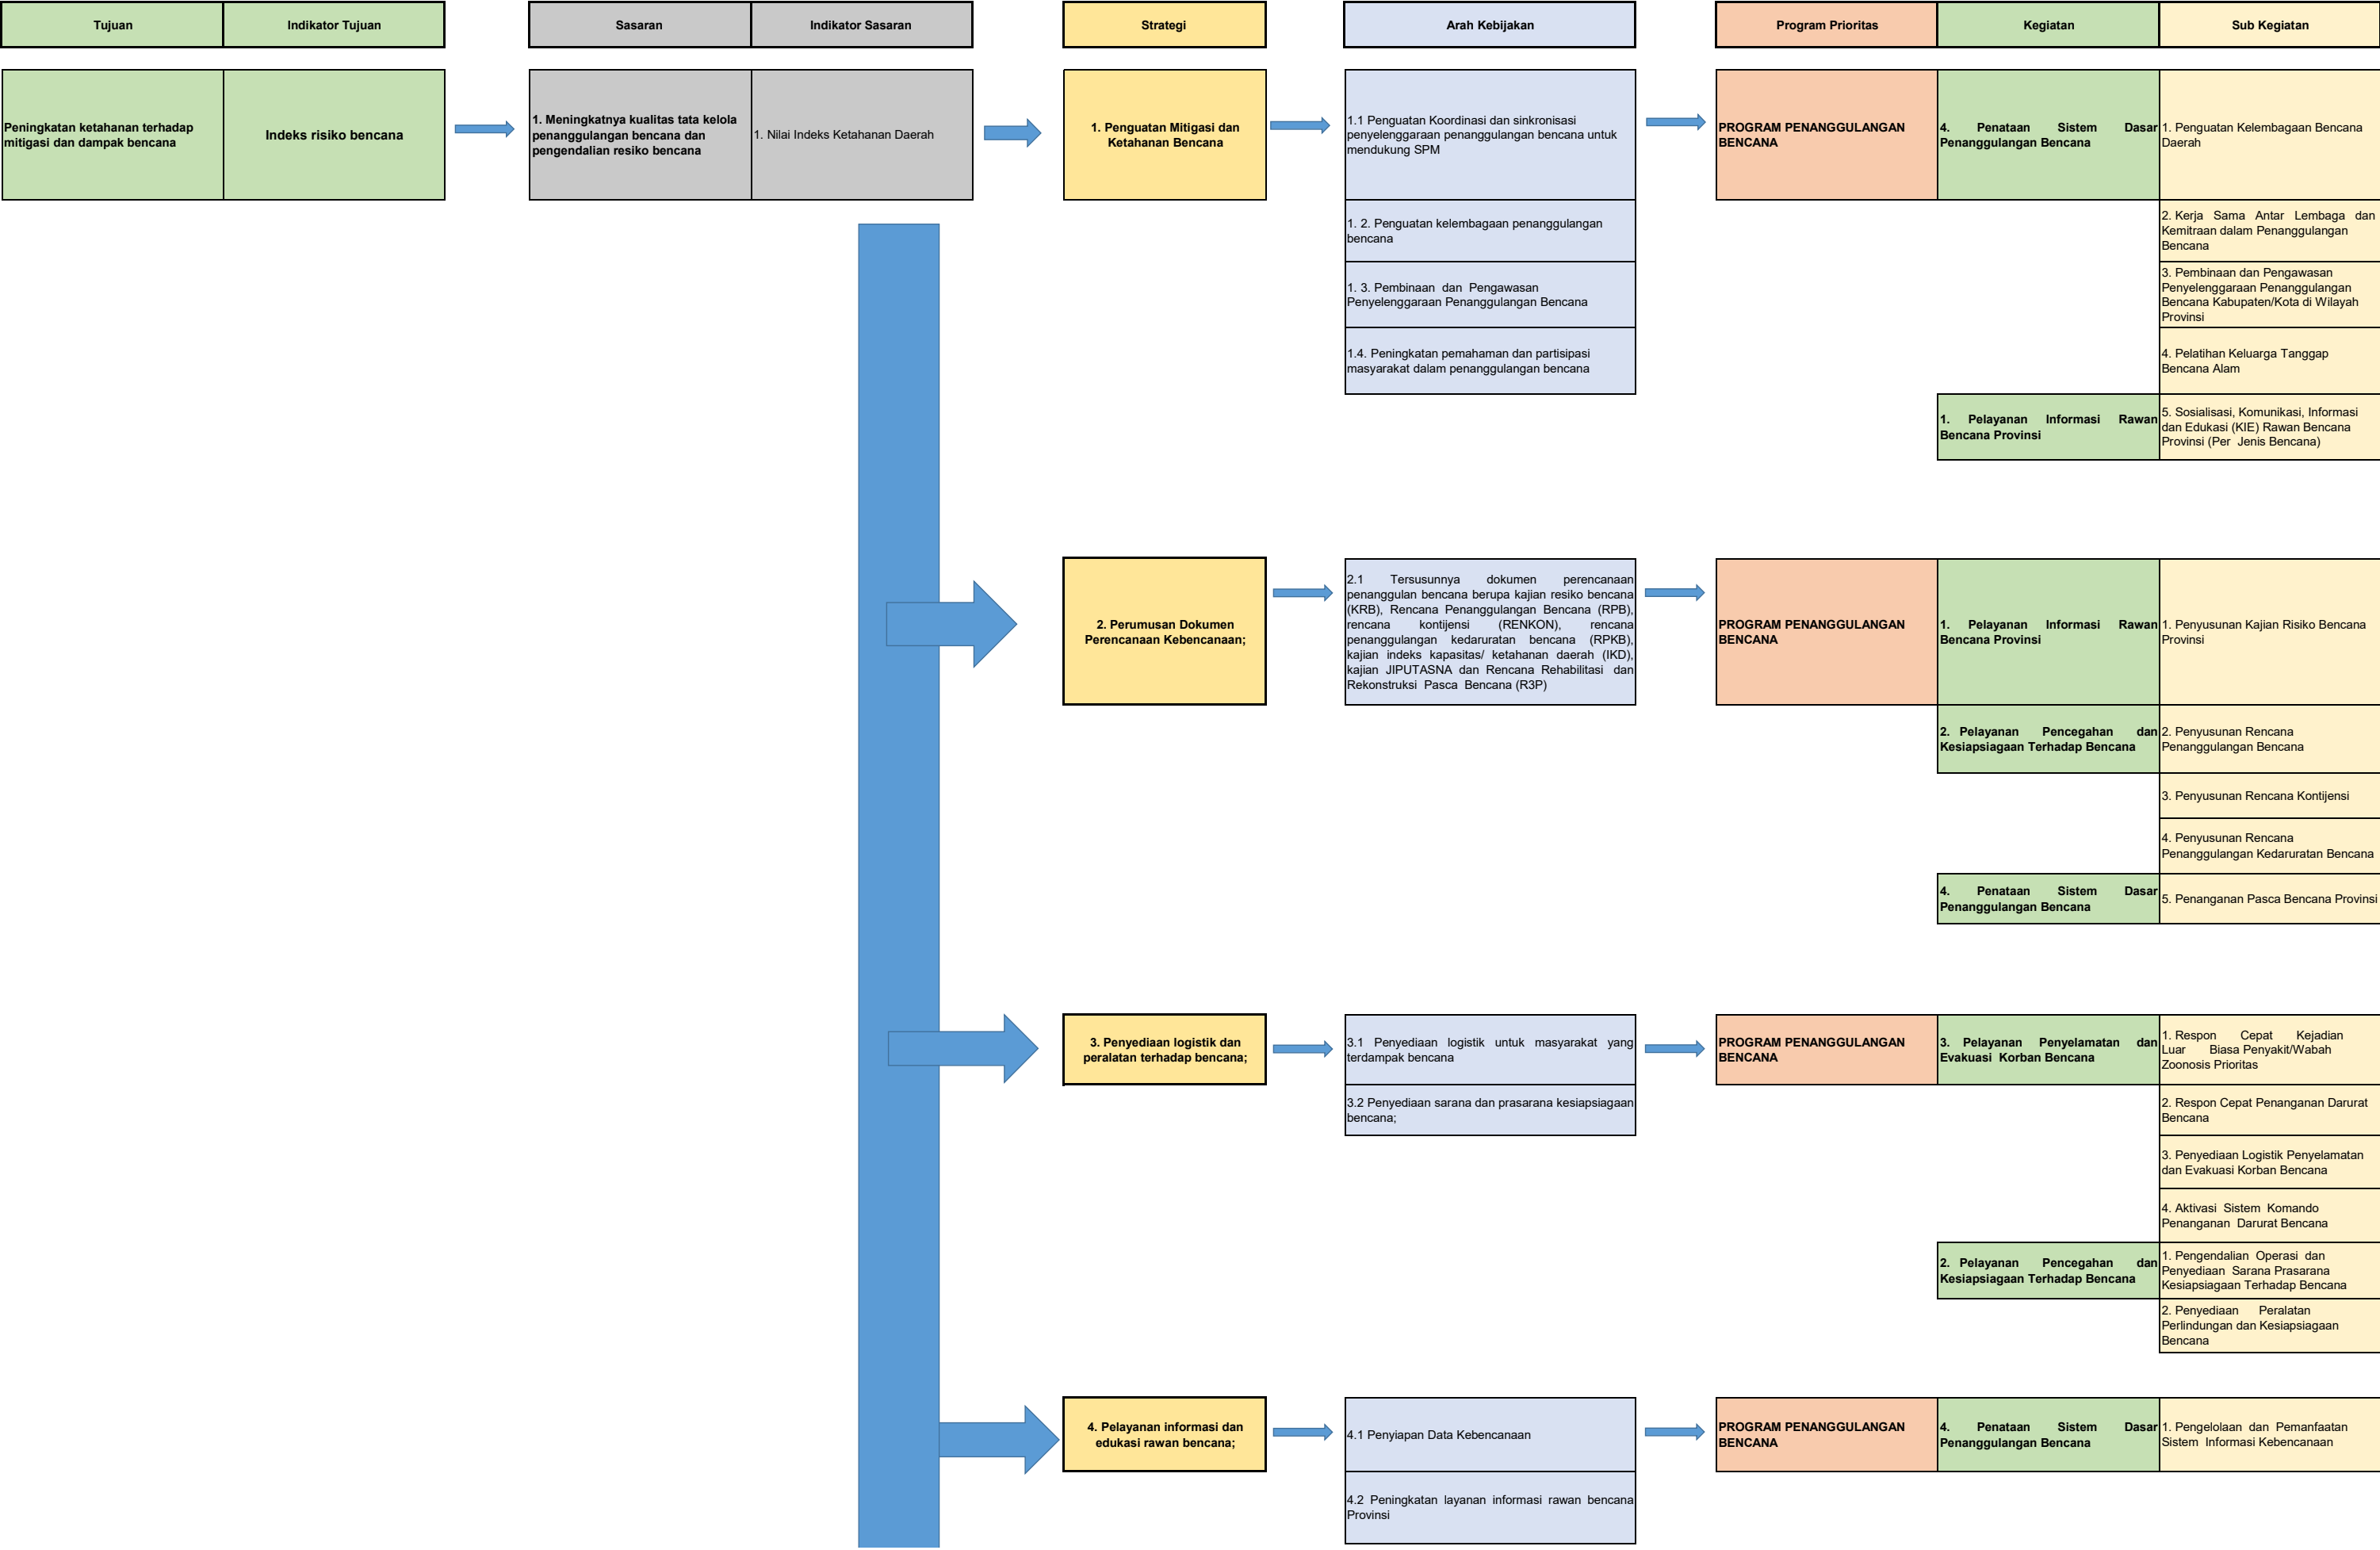 Tujuan
Indikator Tujuan
Sasaran
Indikator Sasaran
Strategi
Arah Kebijakan
Program Prioritas
Kegiatan
Sub Kegiatan
Peningkatan ketahanan terhadap
mitigasi dan dampak bencana
Indeks risiko bencana
1. Meningkatnya kualitas tata kelola
penanggulangan bencana dan
pengendalian resiko bencana
1. Nilai Indeks Ketahanan Daerah
1. Penguatan Mitigasi dan
Ketahanan Bencana
1.1 Penguatan Koordinasi dan sinkronisasi
penyelenggaraan penanggulangan bencana untuk
mendukung SPM
PROGRAM PENANGGULANGAN
BENCANA
4. Penataan Sistem Dasar
Penanggulangan Bencana
1. Penguatan Kelembagaan Bencana
Daerah
1. 2. Penguatan kelembagaan penanggulangan
bencana
2. Kerja Sama Antar Lembaga dan
Kemitraan dalam Penanggulangan
Bencana
1. 3. Pembinaan dan Pengawasan
Penyelenggaraan Penanggulangan Bencana
3. Pembinaan dan Pengawasan
Penyelenggaraan Penanggulangan
Bencana Kabupaten/Kota di Wilayah
Provinsi
1.4. Peningkatan pemahaman dan partisipasi
masyarakat dalam penanggulangan bencana
4. Pelatihan Keluarga Tanggap
Bencana Alam
1. Pelayanan Informasi Rawan
Bencana Provinsi
5. Sosialisasi, Komunikasi, Informasi
dan Edukasi (KIE) Rawan Bencana
Provinsi (Per Jenis Bencana)
2. Perumusan Dokumen
Perencanaan Kebencanaan;
2.1 Tersusunnya dokumen perencanaan
penanggulan bencana berupa kajian resiko bencana
(KRB), Rencana Penanggulangan Bencana (RPB),
rencana kontijensi (RENKON), rencana
penanggulangan kedaruratan bencana (RPKB),
kajian indeks kapasitas/ ketahanan daerah (IKD),
kajian JIPUTASNA dan Rencana Rehabilitasi dan
Rekonstruksi Pasca Bencana (R3P)
PROGRAM PENANGGULANGAN
BENCANA
1. Pelayanan Informasi Rawan
Bencana Provinsi
1. Penyusunan Kajian Risiko Bencana
Provinsi
2. Pelayanan Pencegahan dan
Kesiapsiagaan Terhadap Bencana
2. Penyusunan Rencana
Penanggulangan Bencana
3. Penyusunan Rencana Kontijensi
4. Penyusunan Rencana
Penanggulangan Kedaruratan Bencana
4. Penataan Sistem Dasar
Penanggulangan Bencana
5. Penanganan Pasca Bencana Provinsi
3. Penyediaan logistik dan
peralatan terhadap bencana;
3.1 Penyediaan logistik untuk masyarakat yang
terdampak bencana
PROGRAM PENANGGULANGAN
BENCANA
3. Pelayanan Penyelamatan dan
Evakuasi Korban Bencana
1. Respon Cepat Kejadian
Luar Biasa Penyakit/Wabah
Zoonosis Prioritas
3.2 Penyediaan sarana dan prasarana kesiapsiagaan
bencana;
2. Respon Cepat Penanganan Darurat
Bencana
3. Penyediaan Logistik Penyelamatan
dan Evakuasi Korban Bencana
4. Aktivasi Sistem Komando
Penanganan Darurat Bencana
2. Pelayanan Pencegahan dan
Kesiapsiagaan Terhadap Bencana
1. Pengendalian Operasi dan
Penyediaan Sarana Prasarana
Kesiapsiagaan Terhadap Bencana
2. Penyediaan Peralatan
Perlindungan dan Kesiapsiagaan
Bencana
4. Pelayanan informasi dan
edukasi rawan bencana;
4.1 Penyiapan Data Kebencanaan
PROGRAM PENANGGULANGAN
BENCANA
4. Penataan Sistem Dasar
Penanggulangan Bencana
1. Pengelolaan dan Pemanfaatan
Sistem Informasi Kebencanaan
4.2 Peningkatan layanan informasi rawan bencana
Provinsi